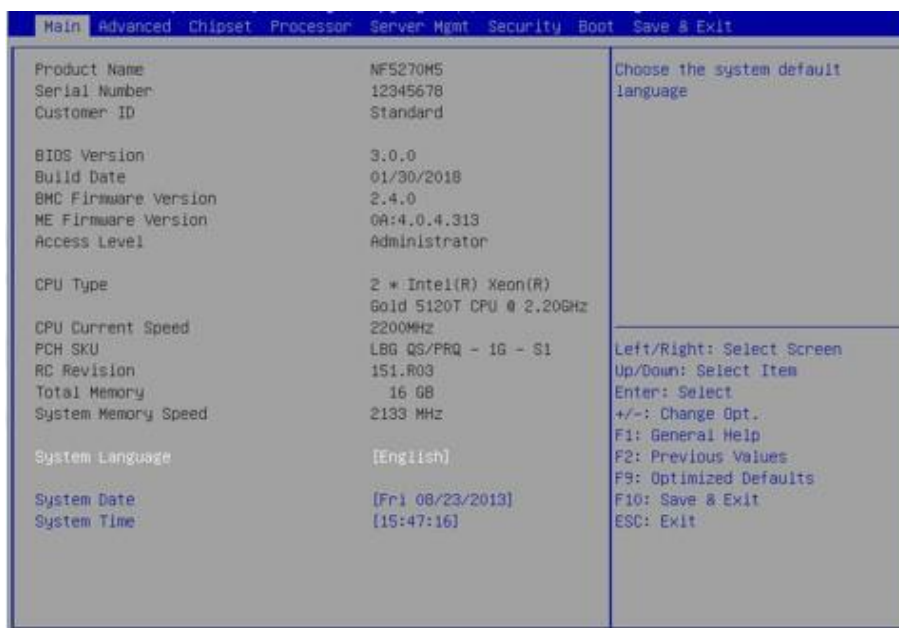 Main Advanced Chipset Processor Server Mgmt Security Boot Save & Exit
Product Name NF5270M5
Serial Number 12345678
Customer ID Standard
BIOS Version 3.0.0
Build Date 01/30/2018
BMC Firmware Version 2.4.0
ME Firmware Version 0A:4.0.4.313
Access Level Administrator
CPU Type 2 * Intel(R) Xeon(R)
Gold 5120T CPU @ 2.20GHz
CPU Current Speed 2200MHz
PCH SKU LBG QS/PRQ - 1G - S1
RC Revision 151.R03
Total Memory 16 GB
System Memory Speed 2133 MHz
System Language [English]
System Date [Fri 08/23/2013]
System Time [15:47:16]
Choose the system default
language
Left/Right: Select Screen
Up/Down: Select Item
Enter: Select
+/-: Change Opt.
F1: General Help
F2: Previous Values
F9: Optimized Defaults
F10: Save & Exit
ESC: Exit